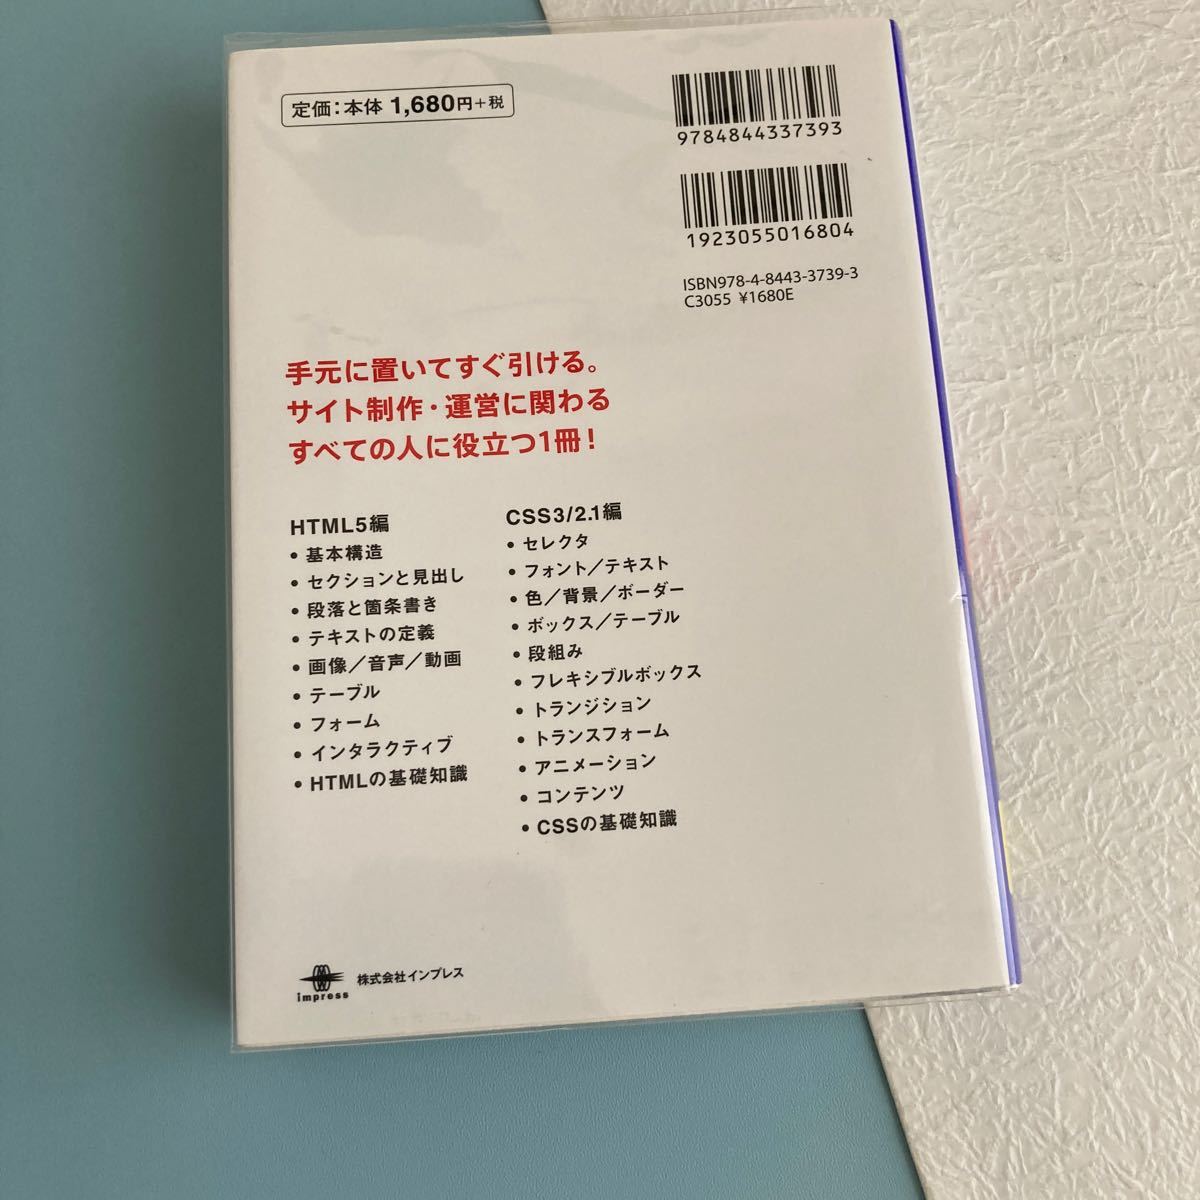 定価：本体 1,680円+税
9784844337393
1923055016804
ISBN978-4-8443-3739-3
C3055 ¥1680E
手元に置いてすぐ引ける。
サイト制作・運営に関わる
すべての人に役立つ1冊！
HTML5編
• 基本構造
• セクションと見出し
• 段落と箇条書き
• テキストの定義
• 画像／音声／動画
• テーブル
• フォーム
• インタラクティブ
• HTMLの基礎知識
CSS3/2.1編
• セレクタ
• フォント／テキスト
• 色／背景／ボーダー
• ボックス／テーブル
• 段組み
• フレキシブルボックス
• トランジション
• トランスフォーム
• アニメーション
• コンテンツ
• CSSの基礎知識
impress
株式会社インプレス